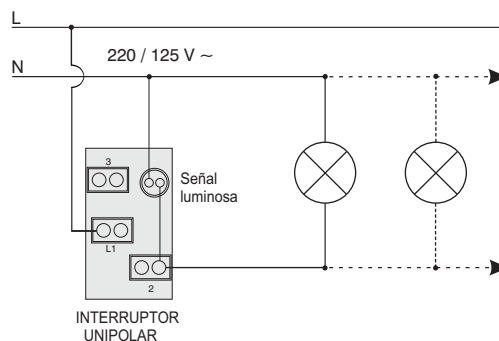 L
220 / 125 V ~
N
3
Señal
luminosa
L1
2
INTERRUPTOR
UNIPOLAR